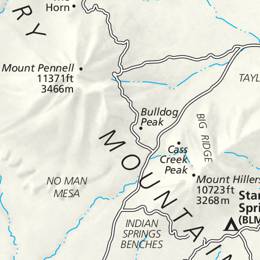 Horn
RY
Mount Pennell
11371ft
3466m
TAYL
Bulldog
Peak
BIG RIDGE
Cass
Creek
Peak
MOUNTAIN
Mount Hillers
10723ft
3268m
NO MAN
MESA
Star
Spri
(BLM
INDIAN
SPRINGS
BENCHES